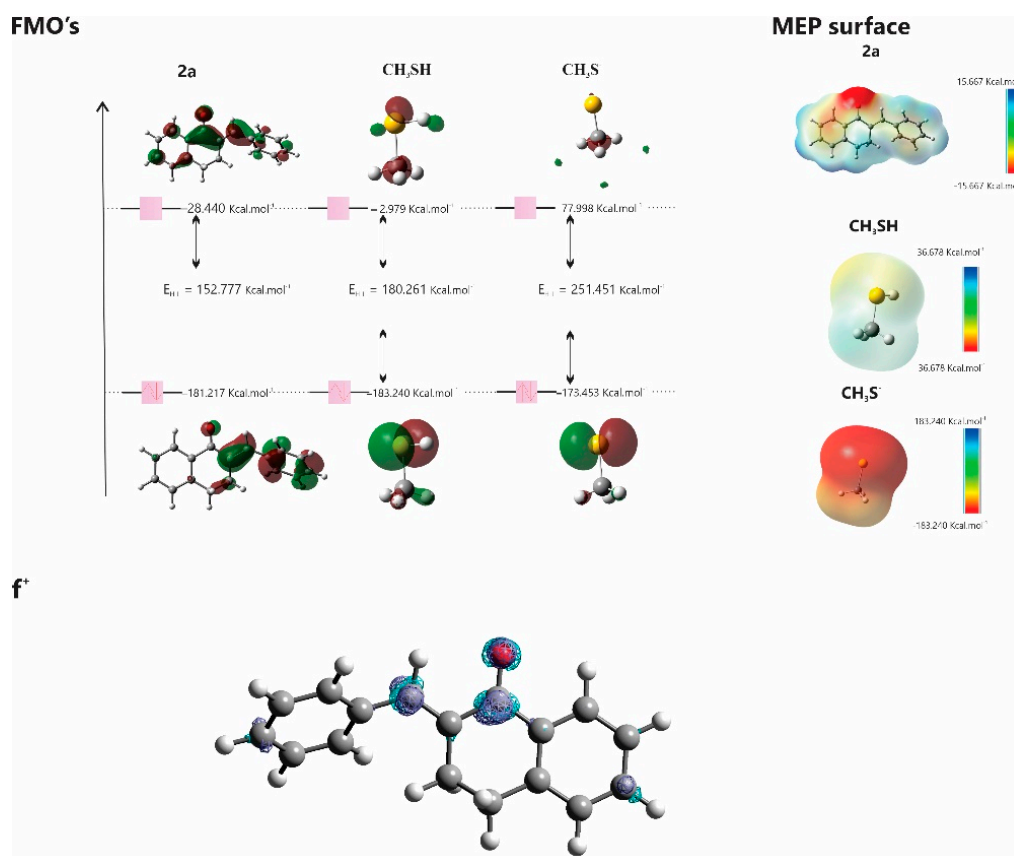 FMO's
MEP surface
2a
CH₃SH
CH₃S
2a
15.667 Kcal.mol
-15.667 Kcal.mol
–28.440 Kcal.mol⁻¹
–2.979 Kcal.mol⁻¹
77.998 Kcal.mol⁻
CH₃SH
36.678 Kcal.mol⁻¹
36.678 Kcal.mol⁻¹
E = 152.777 Kcal.mol⁻¹
E = 180.261 Kcal.mol⁻
E = 251.451 Kcal.mol⁻
–181.217 Kcal.mol⁻¹
–183.240 Kcal.mol⁻
–173.453 Kcal.mol⁻
CH₃S⁻
183.240 Kcal.mol⁻¹
-183.240 Kcal.mol⁻¹
f⁺